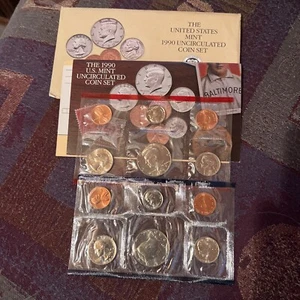 THE
UNITED STATES
MINT
1990 UNCIRCULATED
COIN SET
THE 1990
U.S. MINT
UNCIRCULATED
COIN SET
BALTIMORE